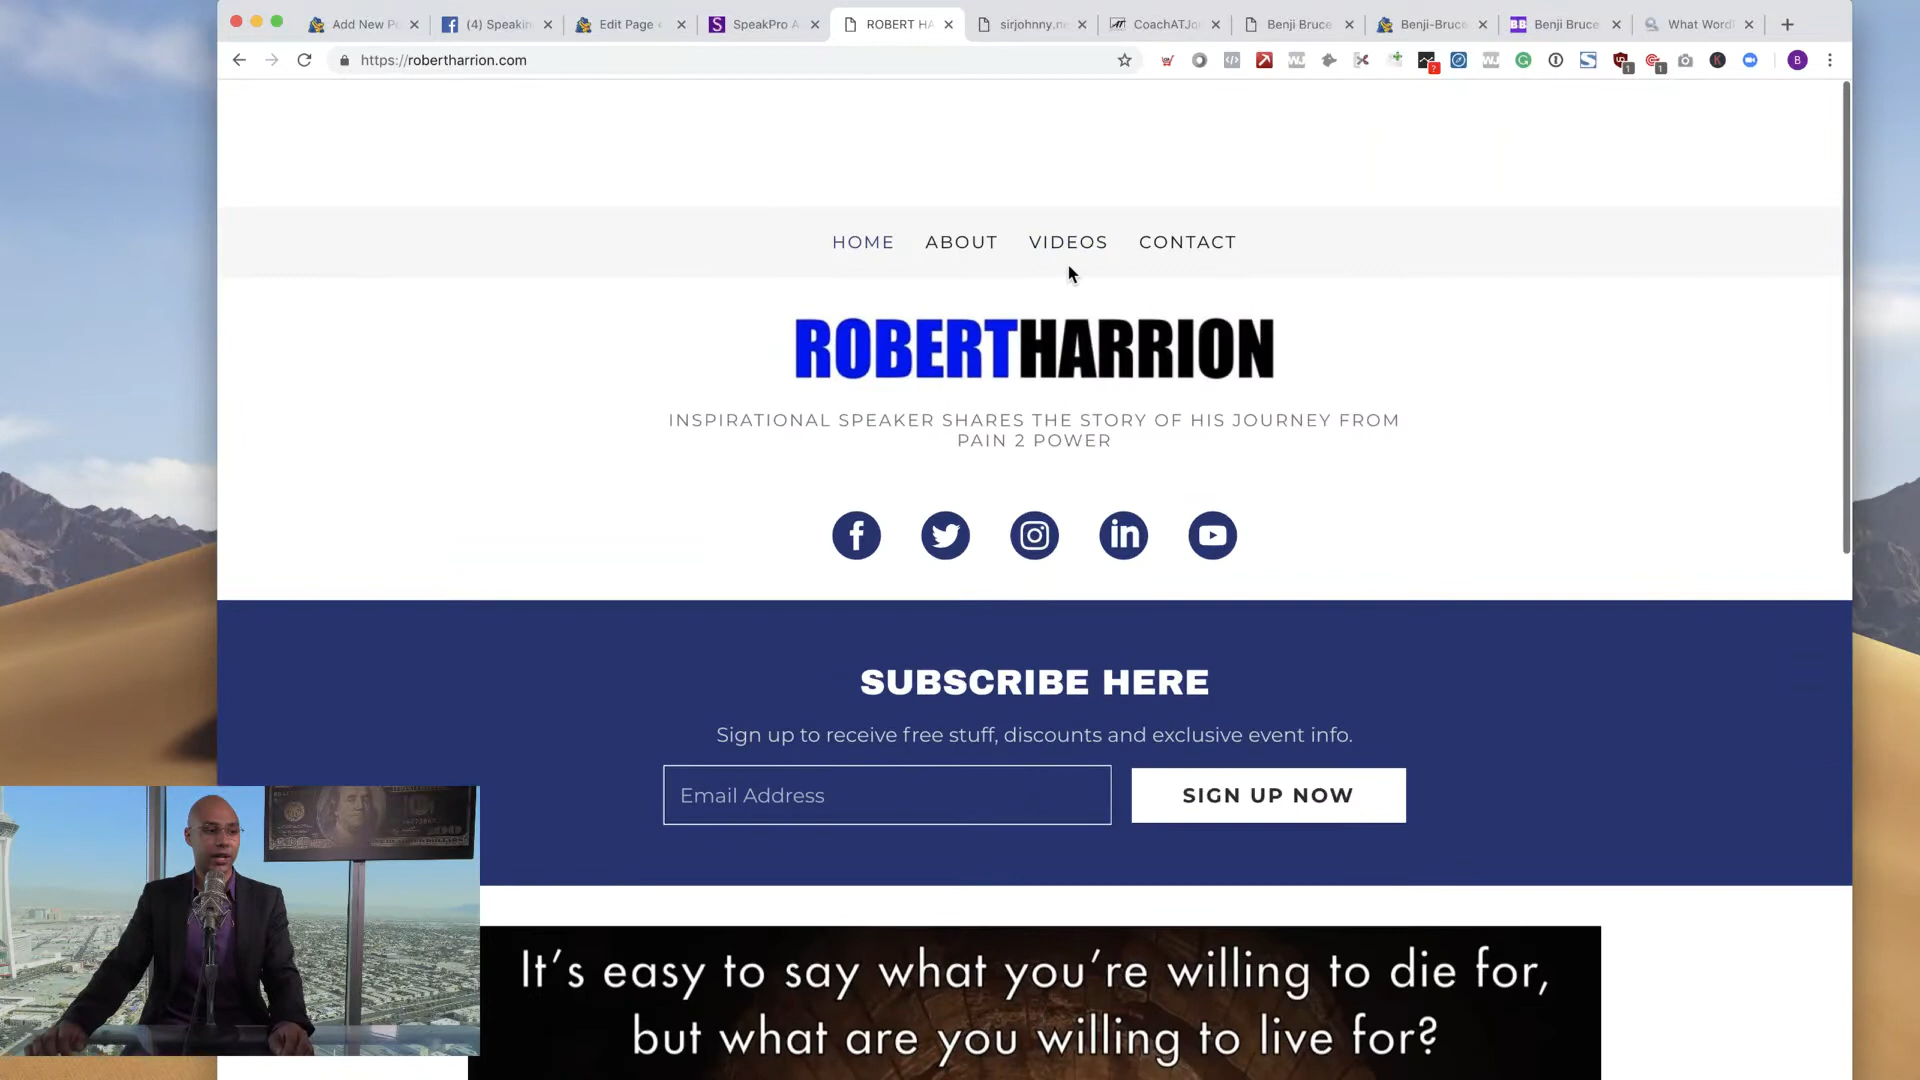 Add New P
(4) Speakin
Edit Page
SpeakPro A
ROBERT HA
sirjohnny.ne
CoachATJo
Benji Bruce
Benji-Bruce
BB Benji Bruce
What Word
https://robertharrion.com
HOME ABOUT VIDEOS CONTACT
ROBERTHARRION
INSPIRATIONAL SPEAKER SHARES THE STORY OF HIS JOURNEY FROM
PAIN 2 POWER
SUBSCRIBE HERE
Sign up to receive free stuff, discounts and exclusive event info.
Email Address
SIGN UP NOW
It's easy to say what you're willing to die for,
but what are you willing to live for?